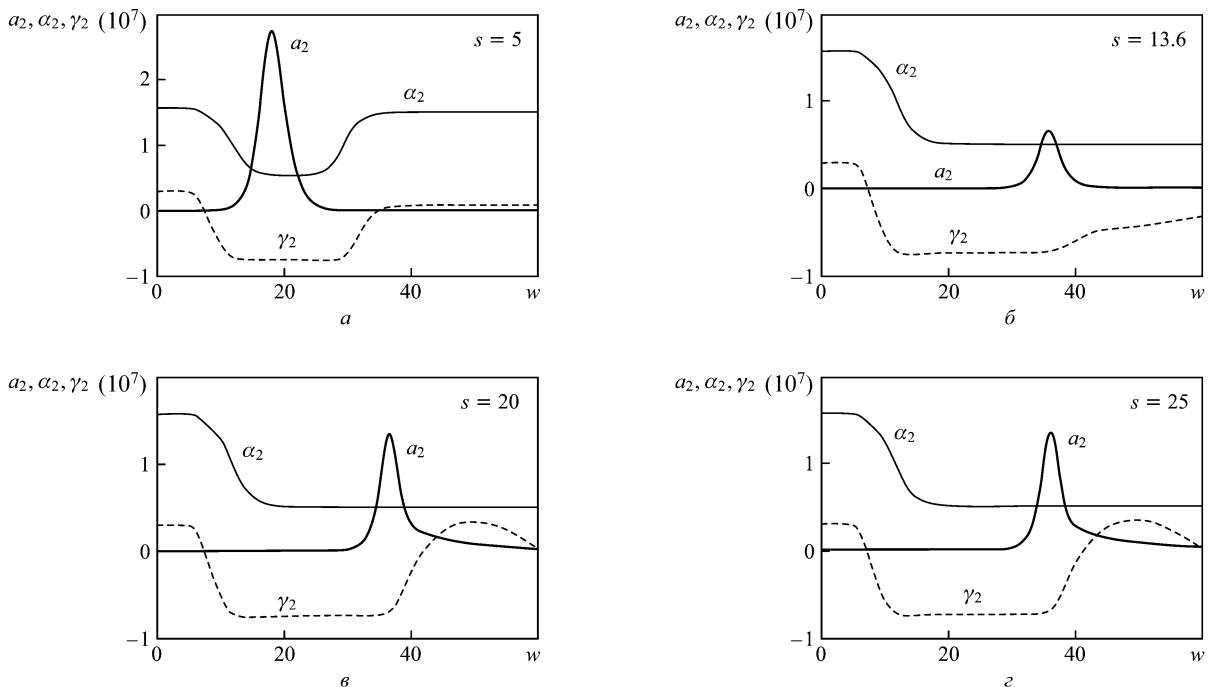 a₂, α₂, γ₂ (10⁷)
s = 5
a₂
2
α₂
1
0
γ₂
−1
0 20 40 w
а
a₂, α₂, γ₂ (10⁷)
s = 13.6
α₂
1
a₂
0
γ₂
−1
0 20 40 w
б
a₂, α₂, γ₂ (10⁷)
s = 20
α₂
a₂
1
0
γ₂
−1
0 20 40 w
в
a₂, α₂, γ₂ (10⁷)
s = 25
α₂
a₂
1
0
γ₂
−1
0 20 40 w
г